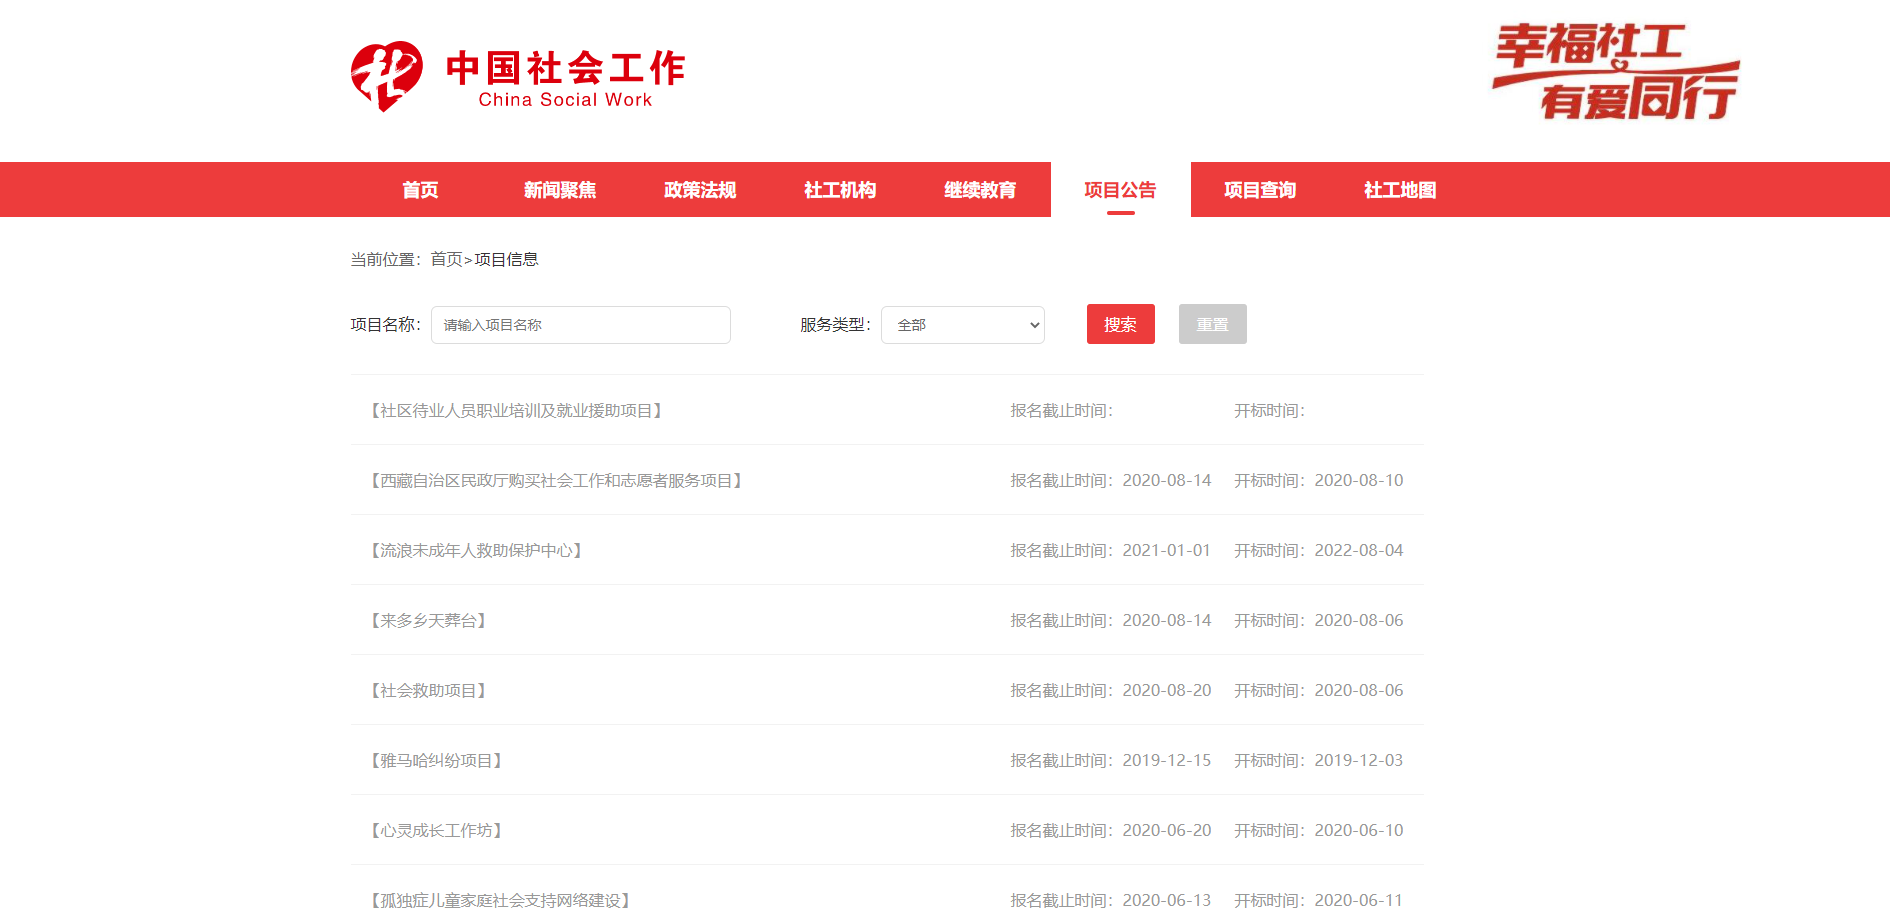 中国社会工作
China Social Work
幸福社工
有爱同行
首页 新闻聚焦 政策法规 社工机构 继续教育 项目公告 项目查询 社工地图
当前位置：首页>项目信息
项目名称： 请输入项目名称 服务类型： 全部 搜索 重置
【社区待业人员职业培训及就业援助项目】 报名截止时间： 开标时间：
【西藏自治区民政厅购买社会工作和志愿者服务项目】 报名截止时间：2020-08-14 开标时间：2020-08-10
【流浪未成年人救助保护中心】 报名截止时间：2021-01-01 开标时间：2022-08-04
【来多乡天葬台】 报名截止时间：2020-08-14 开标时间：2020-08-06
【社会救助项目】 报名截止时间：2020-08-20 开标时间：2020-08-06
【雅马哈纠纷项目】 报名截止时间：2019-12-15 开标时间：2019-12-03
【心灵成长工作坊】 报名截止时间：2020-06-20 开标时间：2020-06-10
【孤独症儿童家庭社会支持网络建设】 报名截止时间：2020-06-13 开标时间：2020-06-11